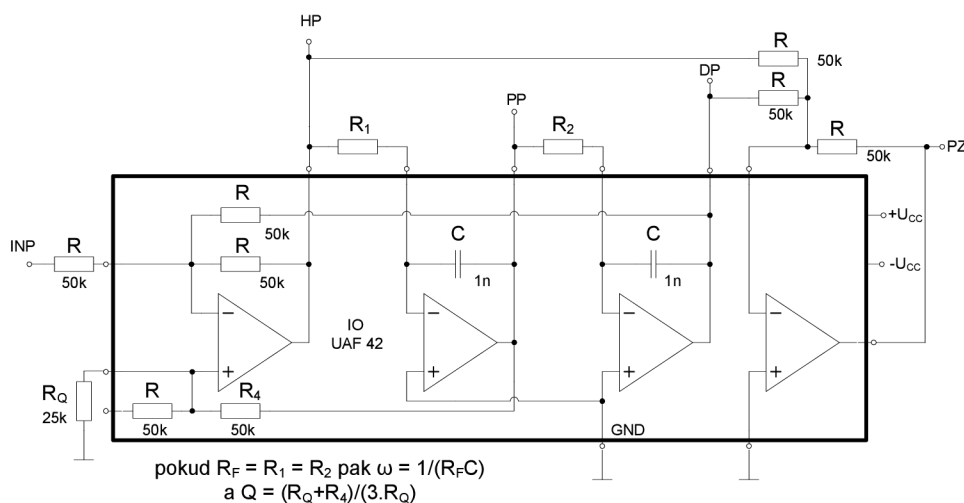 HP
R
50k
DP
R
50k
PP
R1
R2
R
50k
PZ
R
50k
+UCC
C
C
INP
R
R
-UCC
50k
50k
1n
1n
−
−
−
−
IO
UAF 42
+
+
+
+
RQ
25k
R
R4
50k
50k
GND
pokud RF = R1 = R2 pak ω = 1/(RFC)
a Q = (RQ+R4)/(3.RQ)